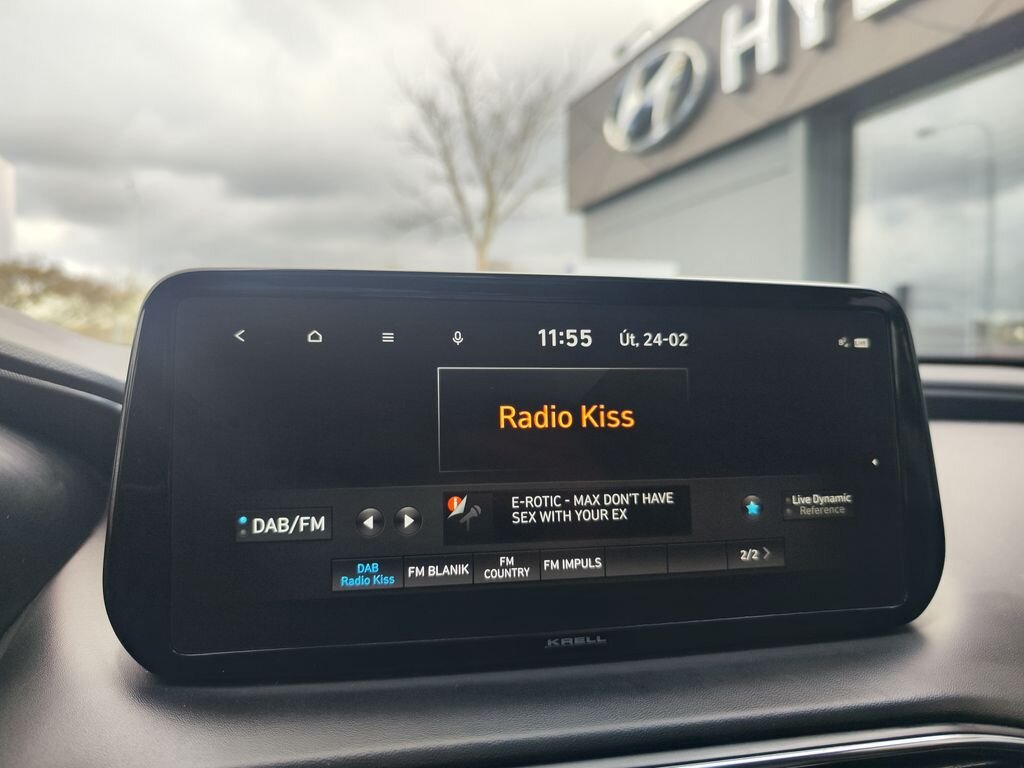 HY
11:55 Út, 24-02
Radio Kiss
DAB/FM
E-ROTIC - MAX DON'T HAVE
SEX WITH YOUR EX
Live Dynamic
Reference
DAB
Radio Kiss
FM BLANIK
FM
COUNTRY
FM IMPULS
2/2
KRELL